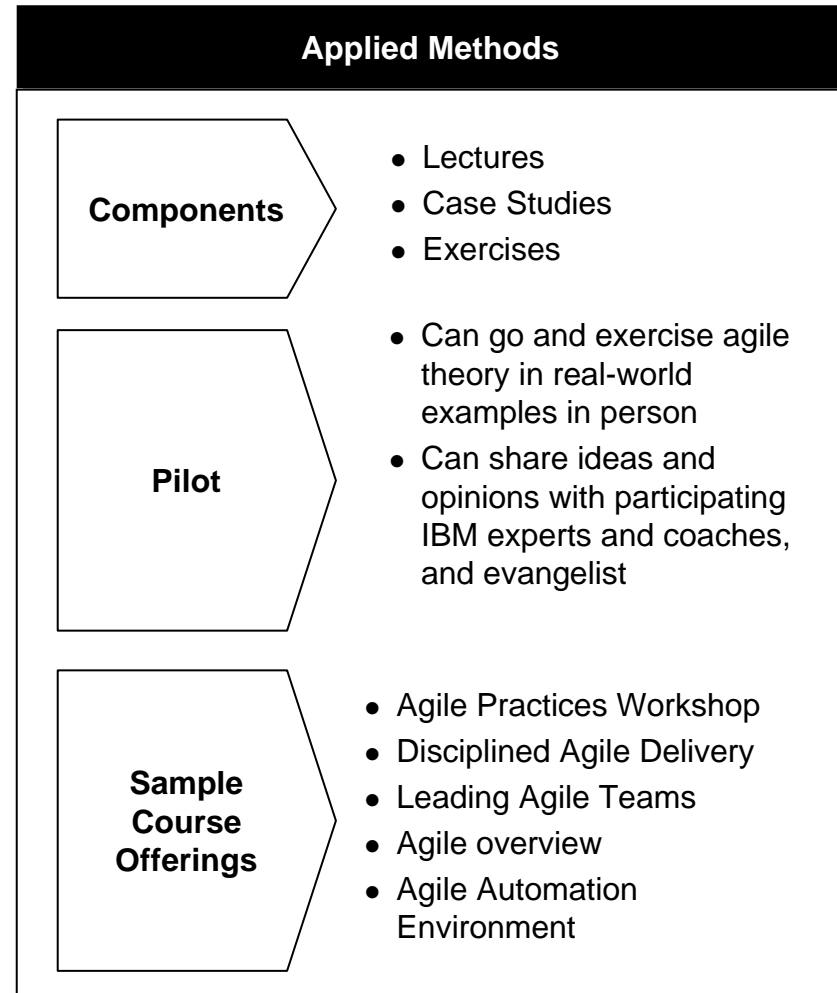 Applied Methods
Components
● Lectures
● Case Studies
● Exercises
Pilot
● Can go and exercise agile
theory in real-world
examples in person
● Can share ideas and
opinions with participating
IBM experts and coaches,
and evangelist
Sample
Course
Offerings
● Agile Practices Workshop
● Disciplined Agile Delivery
● Leading Agile Teams
● Agile overview
● Agile Automation
Environment